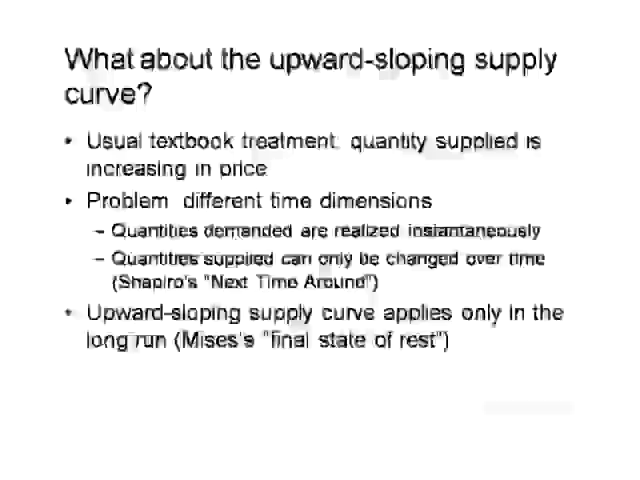 What about the upward-sloping supply
curve?
• Usual textbook treatment: quantity supplied is
increasing in price
• Problem: different time dimensions
– Quantities demanded are realized instantaneously
– Quantities supplied can only be changed over time
(Shapiro's "Next Time Around")
• Upward-sloping supply curve applies only in the
long run (Mises's "final state of rest")